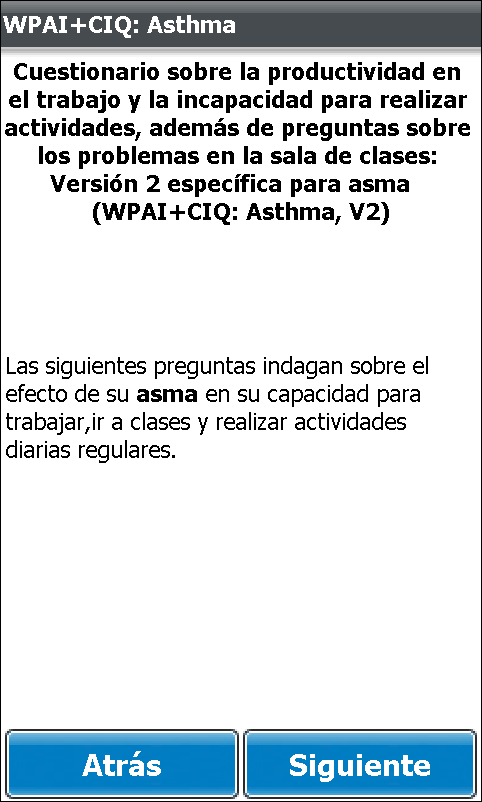 WPAI+CIQ: Asthma
Cuestionario sobre la productividad en
el trabajo y la incapacidad para realizar
actividades, además de preguntas sobre
los problemas en la sala de clases:
Versión 2 específica para asma
(WPAI+CIQ: Asthma, V2)
Las siguientes preguntas indagan sobre el
efecto de su asma en su capacidad para
trabajar,ir a clases y realizar actividades
diarias regulares.
Atrás Siguiente